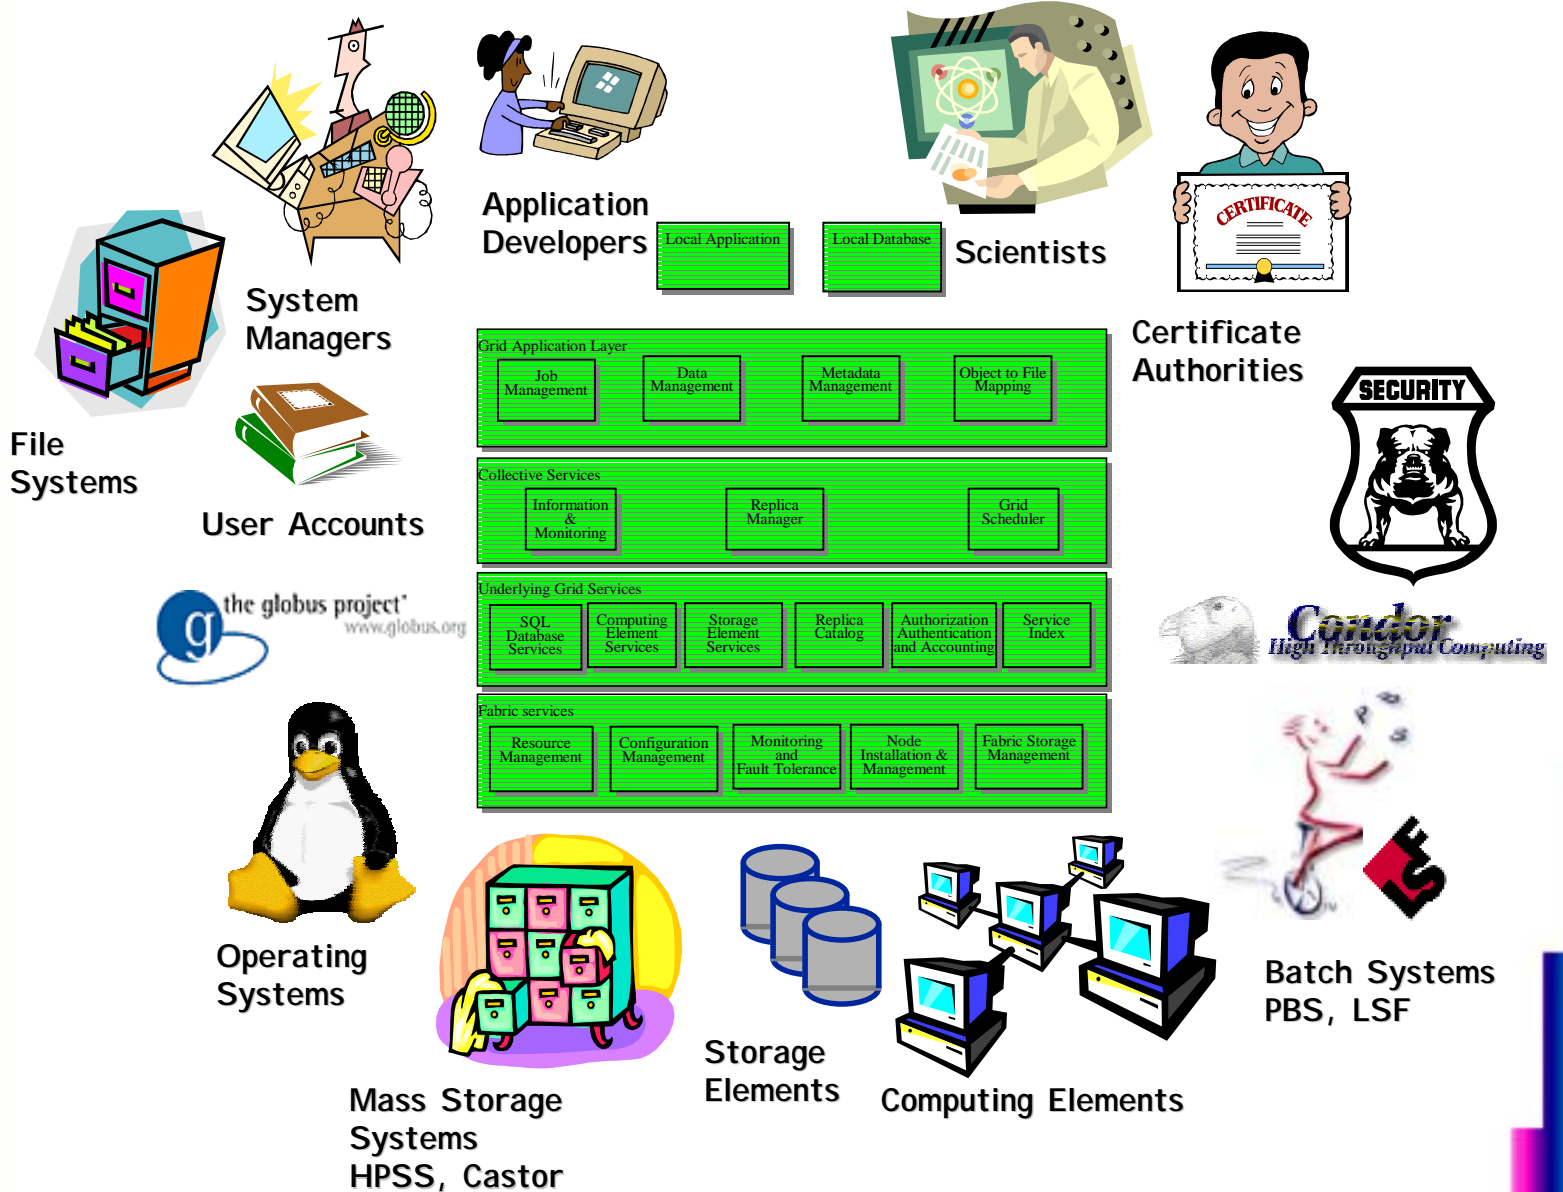 Application
Developers
Local Application
Local Database
Scientists
CERTIFICATE
System
Managers
Certificate
Authorities
SECURITY
File
Systems
User Accounts
Grid Application Layer
Job
Management
Data
Management
Metadata
Management
Object to File
Mapping
Collective Services
Information
&
Monitoring
Replica
Manager
Grid
Scheduler
the globus project
www.globus.org
g
Underlying Grid Services
SQL
Database
Services
Computing
Element
Services
Storage
Element
Services
Replica
Catalog
Authorization
Authentication
and Accounting
Service
Index
Condor
High Throughput Computing
Fabric services
Resource
Management
Configuration
Management
Monitoring
and
Fault Tolerance
Node
Installation &
Management
Fabric Storage
Management
P
B
S
LSF
Operating
Systems
Batch Systems
PBS, LSF
Storage
Elements
Computing Elements
Mass Storage
Systems
HPSS, Castor